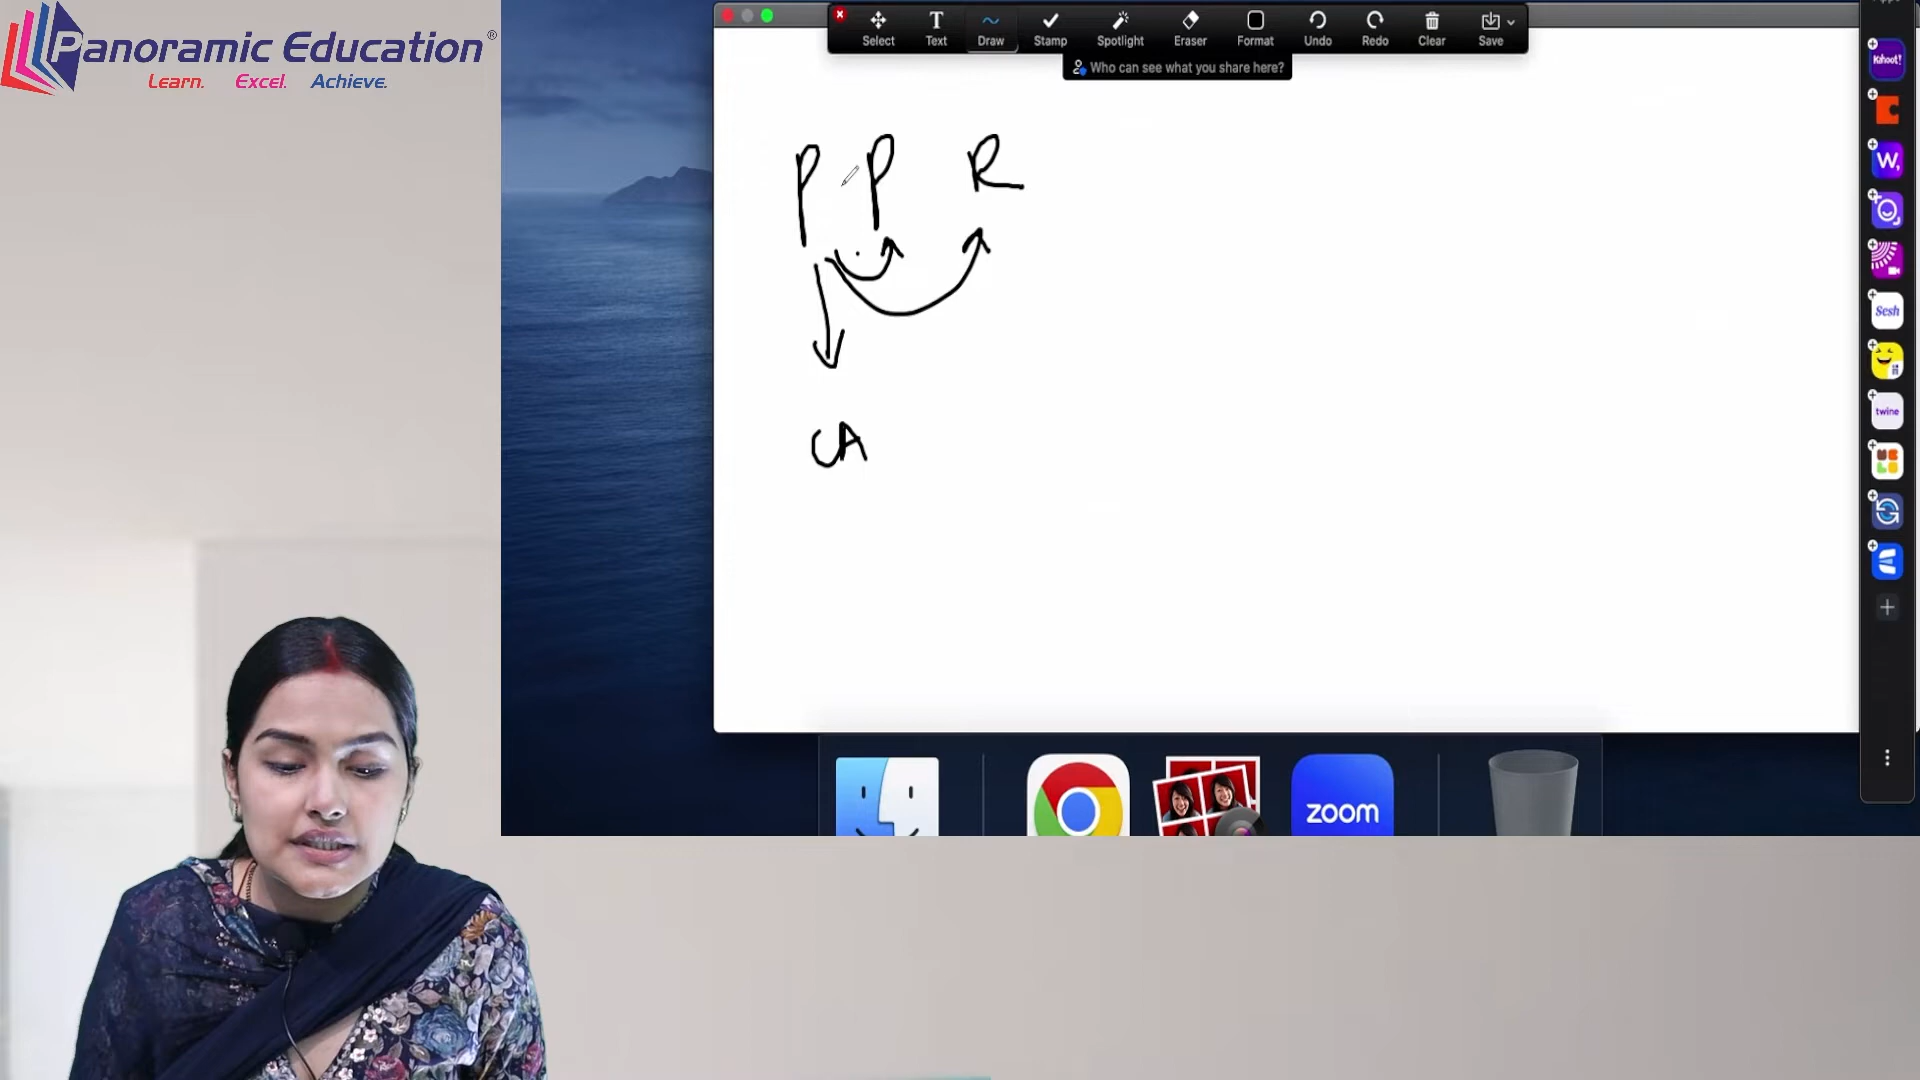 Panoramic Education®
Learn. Excel. Achieve.
Select Text Draw Stamp Spotlight Eraser Format Undo Redo Clear Save
Who can see what you share here?
P P R
CA
Kahoot!
W,
Sesh
twine
zoom